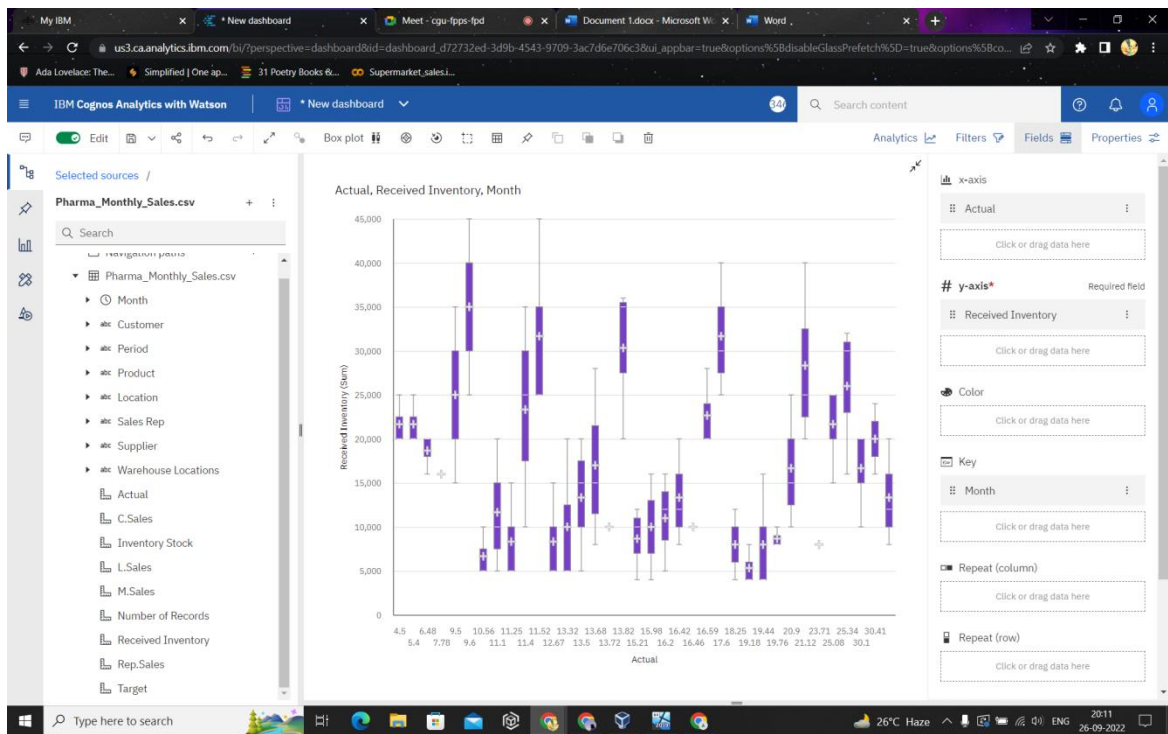 My IBM
* New dashboard
Meet - cgu-fpps-fpd
Document 1.docx - Microsoft Wo
Word
us3.ca.analytics.ibm.com/bi/?perspective=dashboard&id=dashboard_d72732ed-3d9b-4543-9709-3ac7d6e706c3&ui_appbar=true&options%5BdisableGlassPrefetch%5D=true&options%5Bco...
Ada Lovelace: The...
Simplified | One ap...
31 Poetry Books &...
Supermarket_sales.i...
IBM Cognos Analytics with Watson
* New dashboard
Search content
Edit
Box plot
Analytics
Filters
Fields
Properties
Selected sources /
Pharma_Monthly_Sales.csv
Search
Navigation paths
Pharma_Monthly_Sales.csv
Month
abc Customer
abc Period
abc Product
abc Location
abc Sales Rep
abc Supplier
abc Warehouse Locations
Actual
C.Sales
Inventory Stock
L.Sales
M.Sales
Number of Records
Received Inventory
Rep.Sales
Target
Actual, Received Inventory, Month
Received Inventory (Sum)
45,000
40,000
35,000
30,000
25,000
20,000
15,000
10,000
5,000
0
4.5 6.48 9.5 10.56 11.25 11.52 13.32 13.68 13.82 15.98 16.42 16.59 18.25 19.44 20.9 23.71 25.34 30.41
5.4 7.78 9.6 11.1 11.4 12.67 13.5 13.72 15.21 16.2 16.46 17.6 19.18 19.76 21.12 25.08 30.1
Actual
x-axis
Actual
Click or drag data here
# y-axis*
Required field
Received Inventory
Click or drag data here
Color
Click or drag data here
Key
Month
Click or drag data here
Repeat (column)
Click or drag data here
Repeat (row)
Click or drag data here
Type here to search
26°C Haze
ENG
20:11
26-09-2022